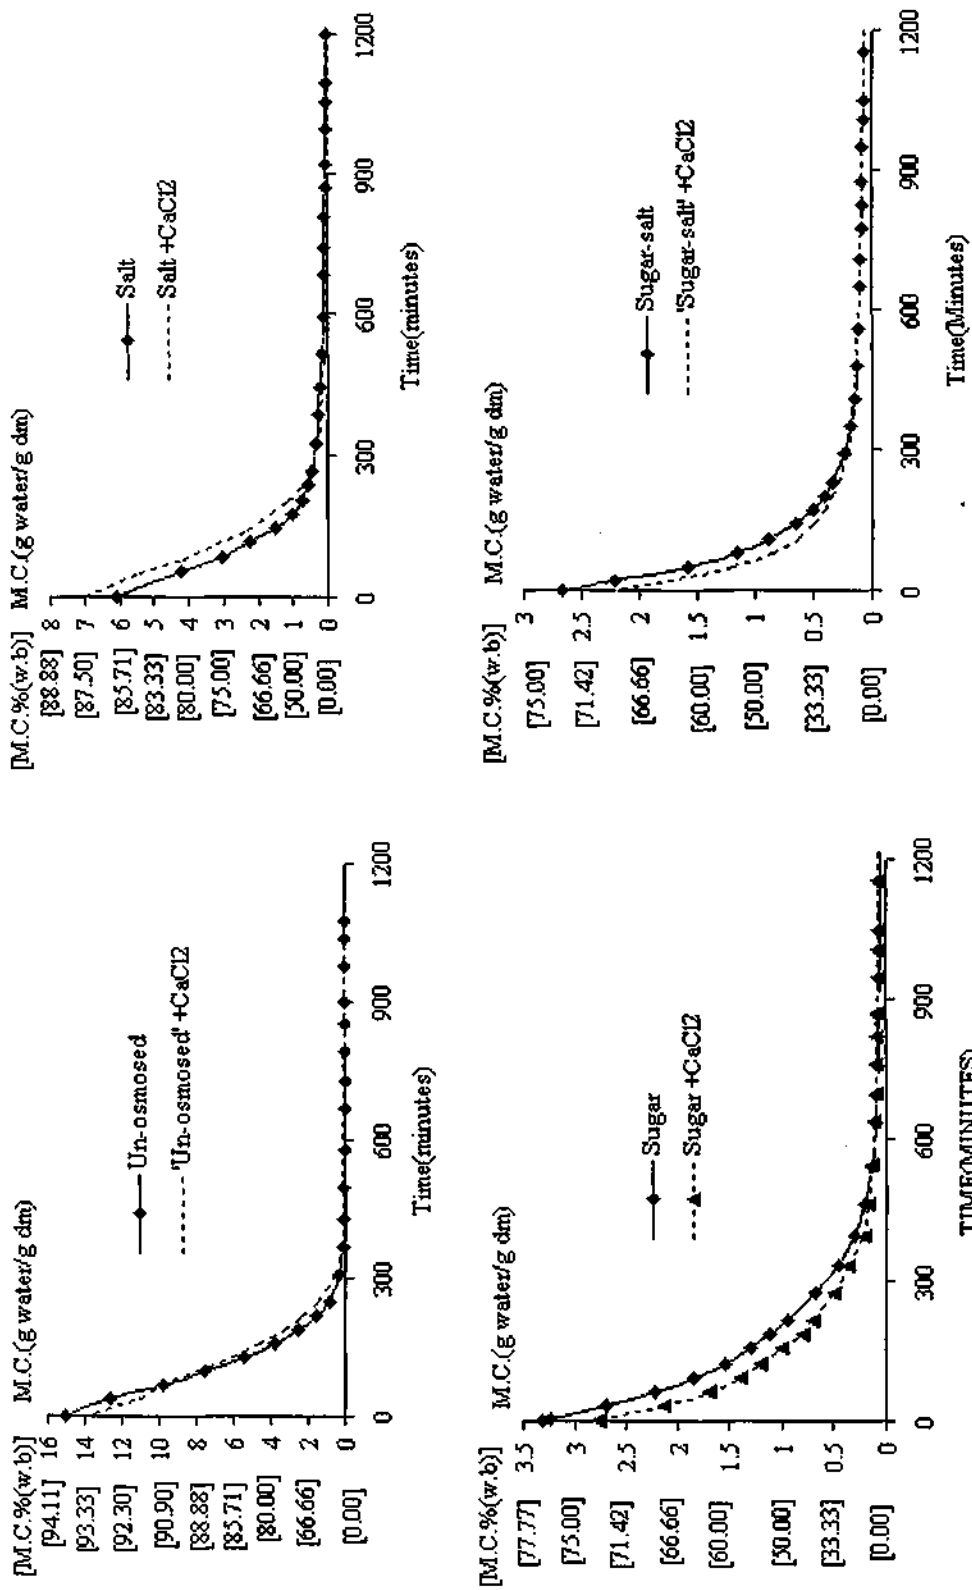 [M.C.%(w.b)] M.C.(g water/g dm)
[94.11] 16
[93.33] 14
[92.30] 12
[90.90] 10
[88.88] 8
[85.71] 6
[80.00] 4
[66.66] 2
[0.00] 0
0 300 600 900 1200
Time(minutes)
Un-osmosed
'Un-osmosed' +CaCl2
[M.C.%(w.b)] M.C.(g water/g dm)
[88.88] 8
[87.50] 7
[85.71] 6
[83.33] 5
[80.00] 4
[75.00] 3
[66.66] 2
[50.00] 1
[0.00] 0
0 300 600 900 1200
Time(minutes)
Salt
Salt +CaCl2
[M.C.%(w.b)] M.C.(g water/g dm)
[77.77] 3.5
[75.00] 3
[71.42] 2.5
[66.66] 2
[60.00] 1.5
[50.00] 1
[33.33] 0.5
[0.00] 0
0 300 600 900 1200
TIME(MINUTES)
Sugar
Sugar +CaCl2
[M.C.%(w.b)] M.C.(g water/g dm)
[75.00] 3
[71.42] 2.5
[66.66] 2
[60.00] 1.5
[50.00] 1
[33.33] 0.5
[0.00] 0
0 300 600 900 1200
Time(Minutes)
Sugar-salt
'Sugar-salt' +CaCl2